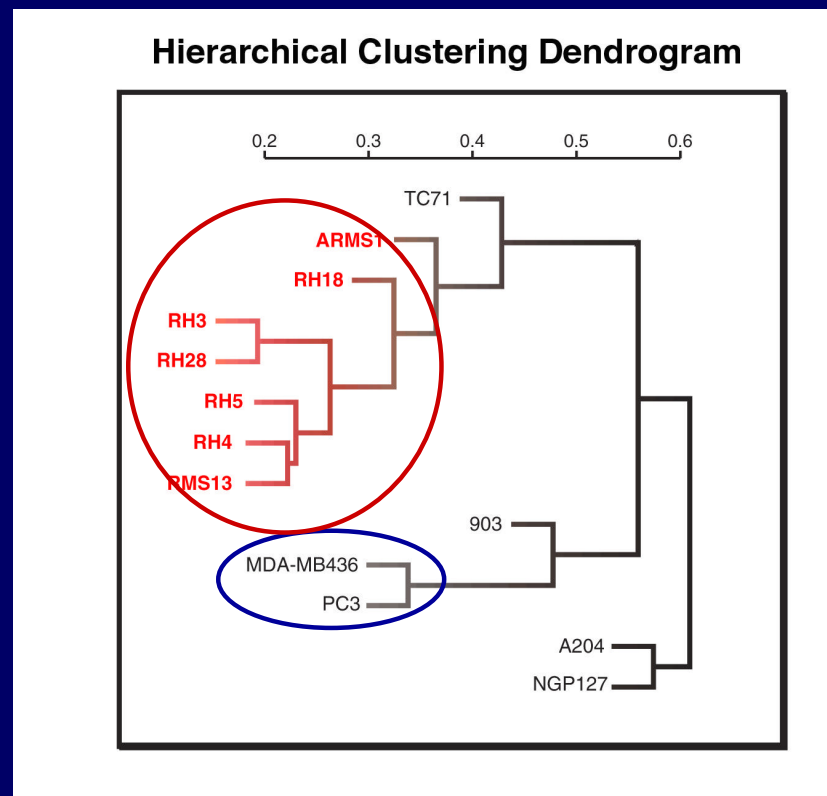 Hierarchical Clustering Dendrogram
0.2 0.3 0.4 0.5 0.6
TC71
ARMS1
RH18
RH3
RH28
RH5
RH4
RMS13
903
MDA-MB436
PC3
A204
NGP127